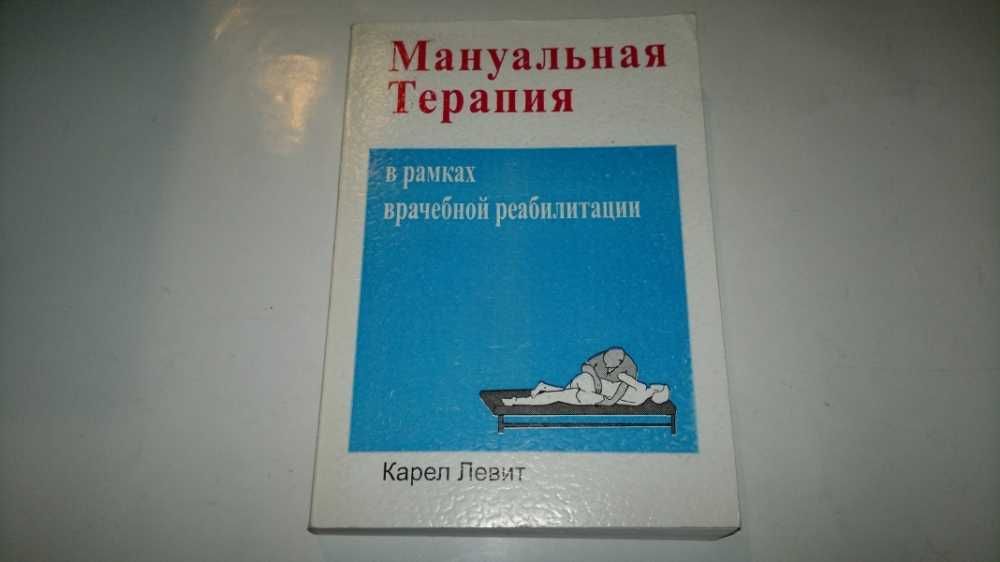 Мануальная
Терапия
в рамках
врачебной реабилитации
Карел Левит